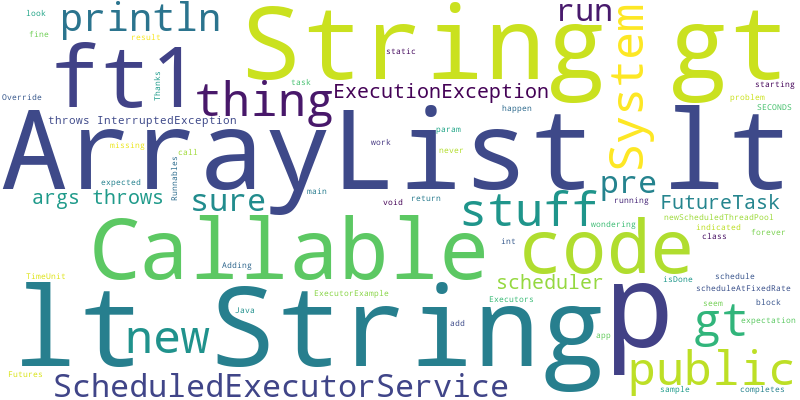 look
println
String gt
run
System
fine
result
ft1
static
Thanks
task
thing
ExecutionException
starting
Override
happen
problem
throws InterruptedException
SECONDS
ArrayList lt
param
missing
work
call
never
expected
Runnables
pre
args throws
sure
main
void
return
stuff
running
FutureTask
newScheduledThreadPool
wondering
indicated
Callable
code
int
class
forever
Adding
TimeUnit
scheduler
isDone
schedule
scheduleAtFixedRate
lt String
p
ExecutorExample
Executors
seem
block
Java
new
add
gt
expectation
app
Futures
public
ScheduledExecutorService
sample
completes